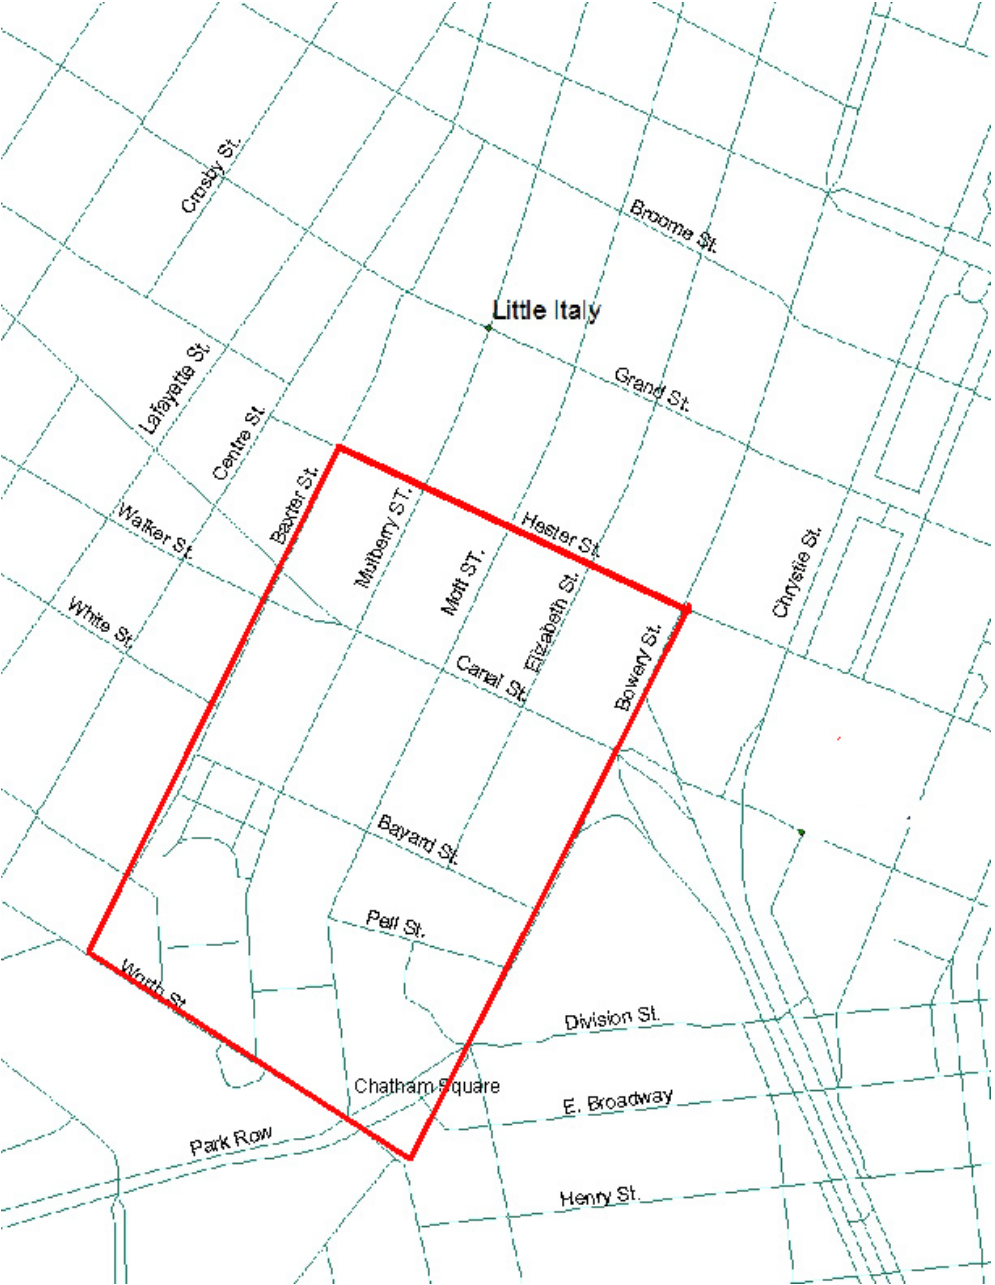 Crosby St.
Broome St.
Little Italy
Lafayette St.
Grand St.
Centre St.
Baxter St.
Mulberry ST.
Walker St.
Hester St.
Mott ST.
Elizabeth St.
Chrystie St.
White St.
Canal St.
Bowery St.
Bayard St.
Pell St.
Worth St.
Division St.
Chatham Square
E. Broadway
Park Row
Henry St.